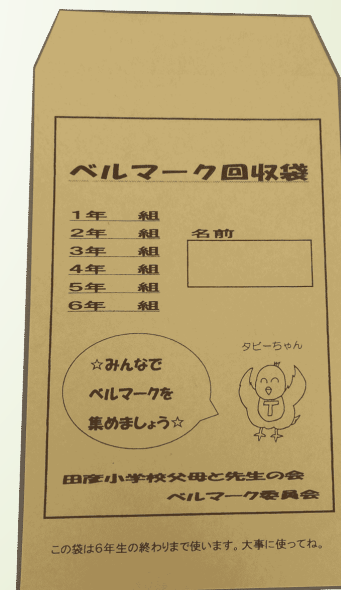 ベルマーク回収袋
1年 組
2年 組
3年 組
4年 組
5年 組
6年 組
名前
タピーちゃん
☆みんなで
ベルマークを
集めましょう☆
T
田彦小学校父母と先生の会
ベルマーク委員会
この袋は6年生の終わりまで使います。大事に使ってね。